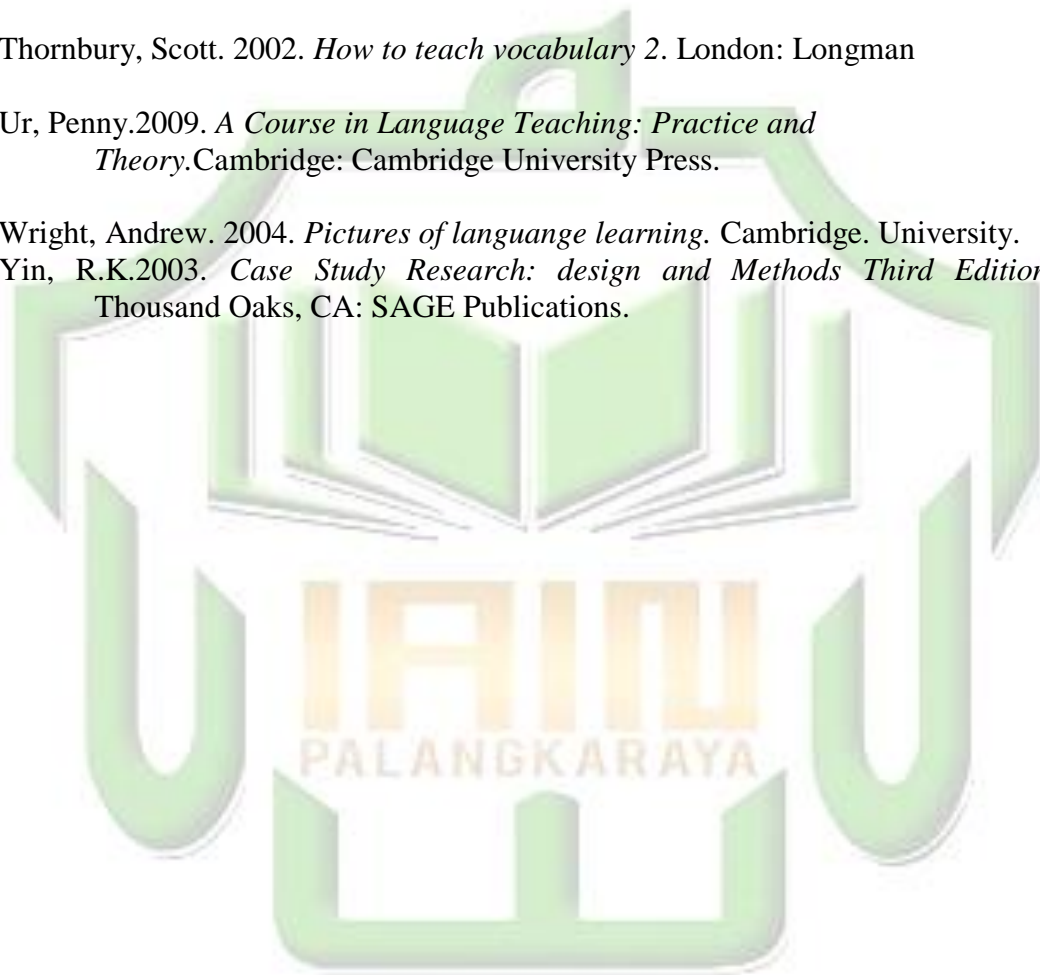 Thornbury, Scott. 2002. How to teach vocabulary 2. London: Longman
Ur, Penny.2009. A Course in Language Teaching: Practice and
Theory.Cambridge: Cambridge University Press.
Wright, Andrew. 2004. Pictures of languange learning. Cambridge. University.
Yin, R.K.2003. Case Study Research: design and Methods Third Edition
Thousand Oaks, CA: SAGE Publications.
IAIN
PALANGKARAYA